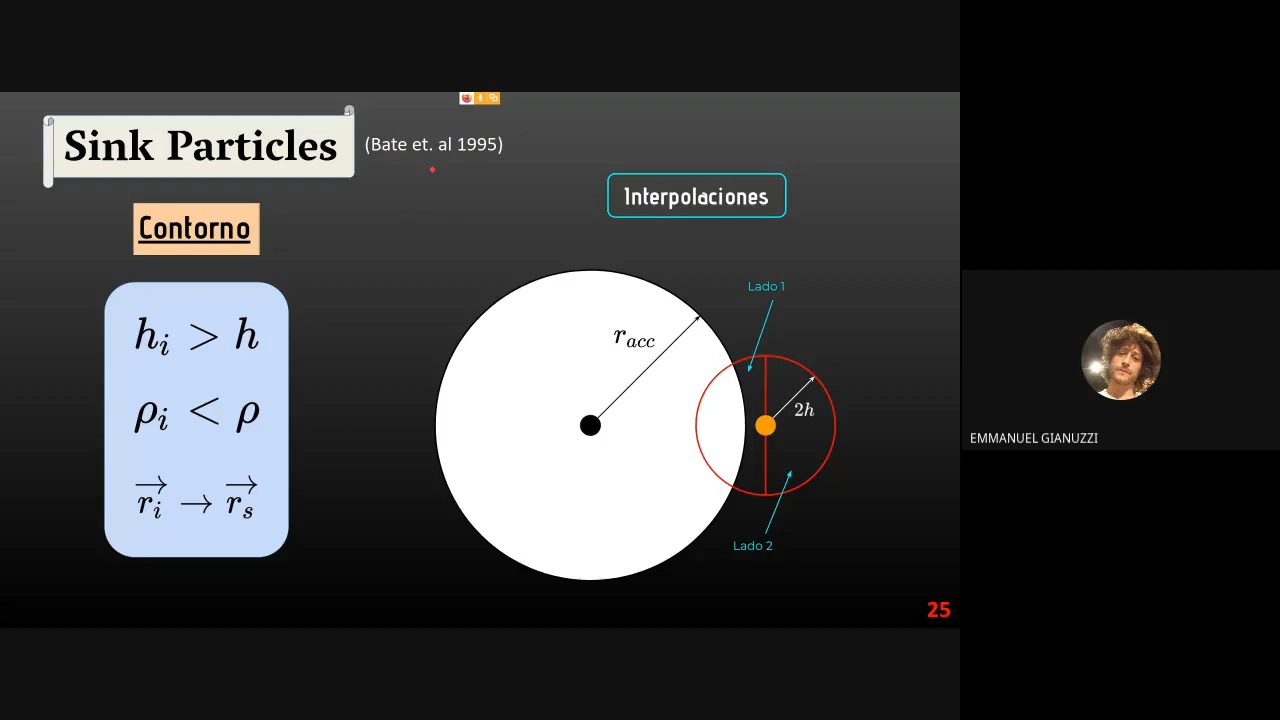 Sink Particles
(Bate et. al 1995)
Interpolaciones
Contorno
h_i > h
ρ_i < ρ
r_i → r_s
r_acc
Lado 1
2h
Lado 2
25
EMMANUEL GIANUZZI